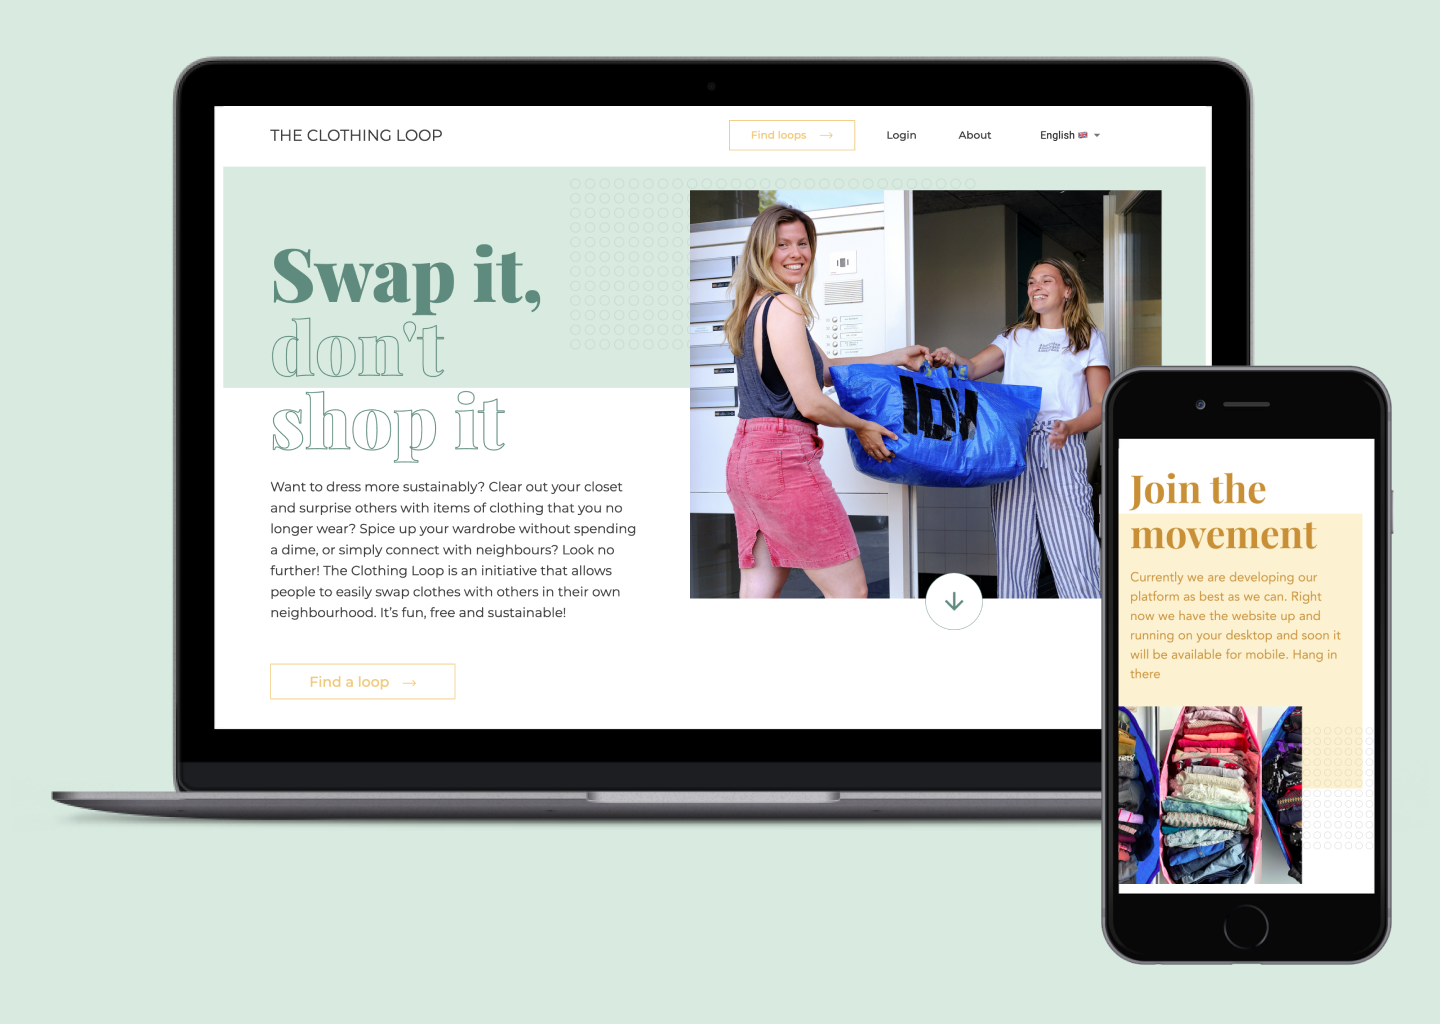 THE CLOTHING LOOP
Find loops →
Login
About
English
Swap it,
don't
shop it
Want to dress more sustainably? Clear out your closet
and surprise others with items of clothing that you no
longer wear? Spice up your wardrobe without spending
a dime, or simply connect with neighbours? Look no
further! The Clothing Loop is an initiative that allows
people to easily swap clothes with others in their own
neighbourhood. It’s fun, free and sustainable!
Find a loop →
Join the
movement
Currently we are developing our
platform as best as we can. Right
now we have the website up and
running on your desktop and soon it
will be available for mobile. Hang in
there